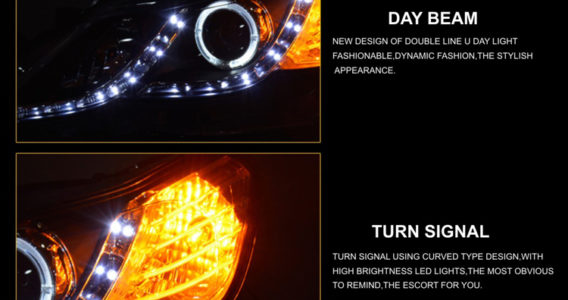 DAY BEAM
NEW DESIGN OF DOUBLE LINE U DAY LIGHT
FASHIONABLE,DYNAMIC FASHION,THE STYLISH
APPEARANCE.
TURN SIGNAL
TURN SIGNAL USING CURVED TYPE DESIGN,WITH
HIGH BRIGHTNESS LED LIGHTS,THE MOST OBVIOUS
TO REMIND,THE ESCORT FOR YOU.